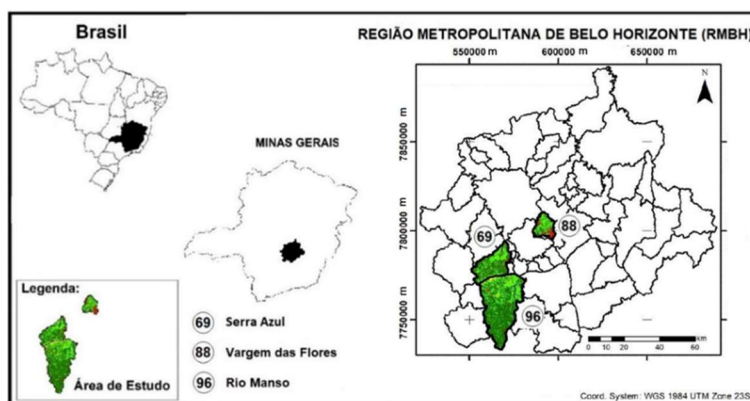 Brasil
MINAS GERAIS
Legenda:
Área de Estudo
69 Serra Azul
88 Vargem das Flores
96 Rio Manso
REGIÃO METROPOLITANA DE BELO HORIZONTE (RMBH)
550000 m 600000 m 650000 m
N
7850000 m
7800000 m
7750000 m
69
88
96
0 10 20 40 60
km
Coord. System: WGS 1984 UTM Zone 23S